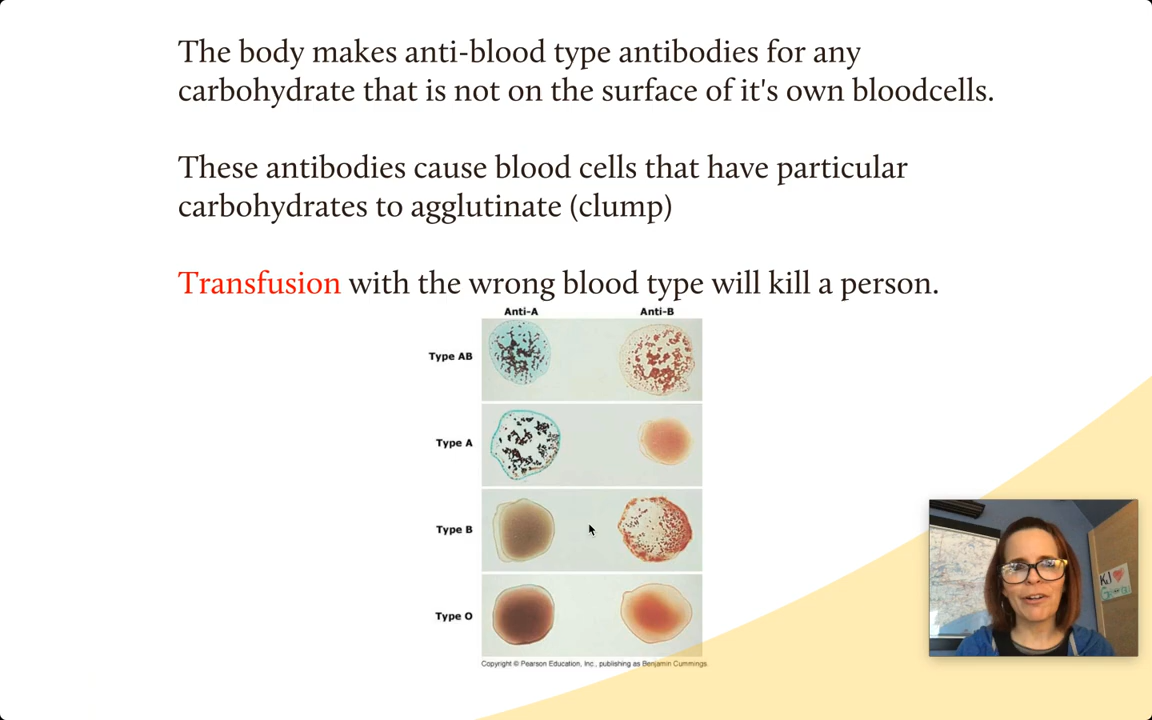 The body makes anti-blood type antibodies for any
carbohydrate that is not on the surface of it's own bloodcells.
These antibodies cause blood cells that have particular
carbohydrates to agglutinate (clump)
Transfusion with the wrong blood type will kill a person.
Anti-A Anti-B
Type AB
Type A
Type B
Type O
Copyright © Pearson Education, Inc., publishing as Benjamin Cummings.